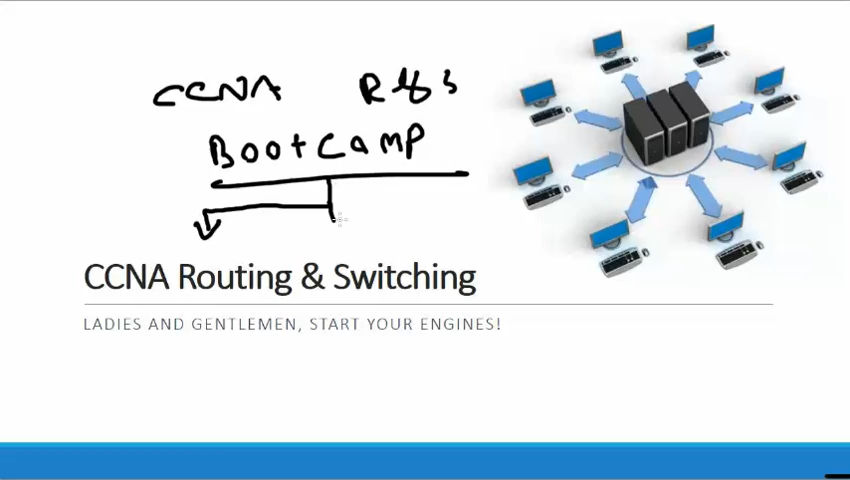 CCNA R&S
BootCamp
CCNA Routing & Switching
LADIES AND GENTLEMEN, START YOUR ENGINES!